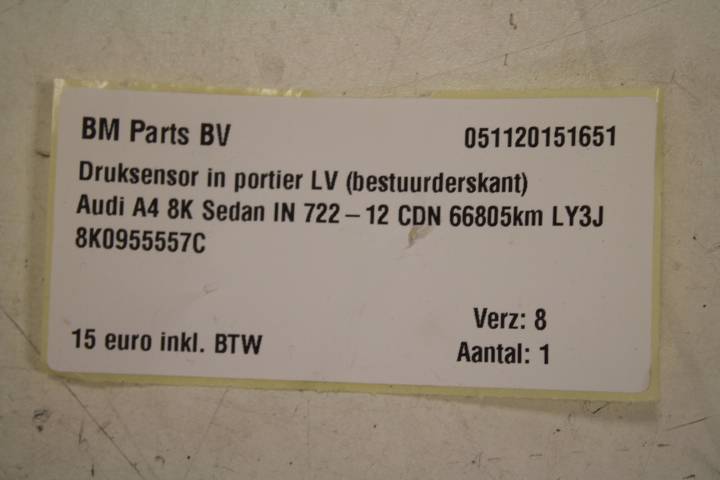 BM Parts BV 051120151651
Druksensor in portier LV (bestuurderskant)
Audi A4 8K Sedan IN 722 – 12 CDN 66805km LY3J
8K0955557C
Verz: 8
15 euro inkl. BTW Aantal: 1